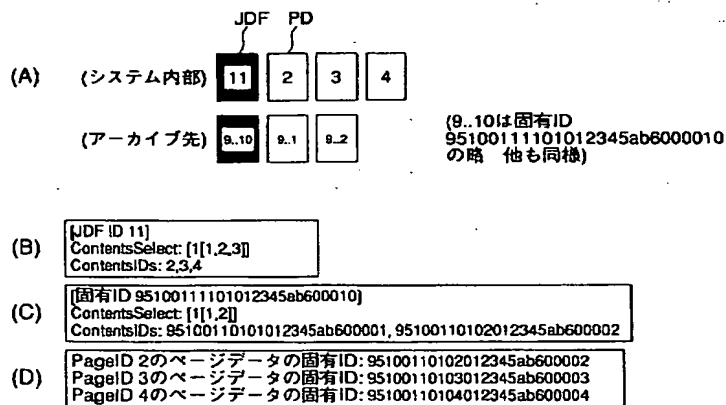 JDF PD
(A) (システム内部) 11 2 3 4
(アーカイブ先) 9..10 9..1 9..2
(9..10は固有ID
95100111101012345ab6000010
の略 他も同様)
(B) [JDF ID 11]
ContentsSelect: [1[1,2,3]]
ContentsIDs: 2,3,4
(C) [固有ID 95100111101012345ab600010]
ContentsSelect: [1[1,2]]
ContentsIDs: 95100110101012345ab600001, 95100110102012345ab600002
(D) PageID 2のページデータの固有ID: 95100110102012345ab600002
PageID 3のページデータの固有ID: 95100110103012345ab600003
PageID 4のページデータの固有ID: 95100110104012345ab600004